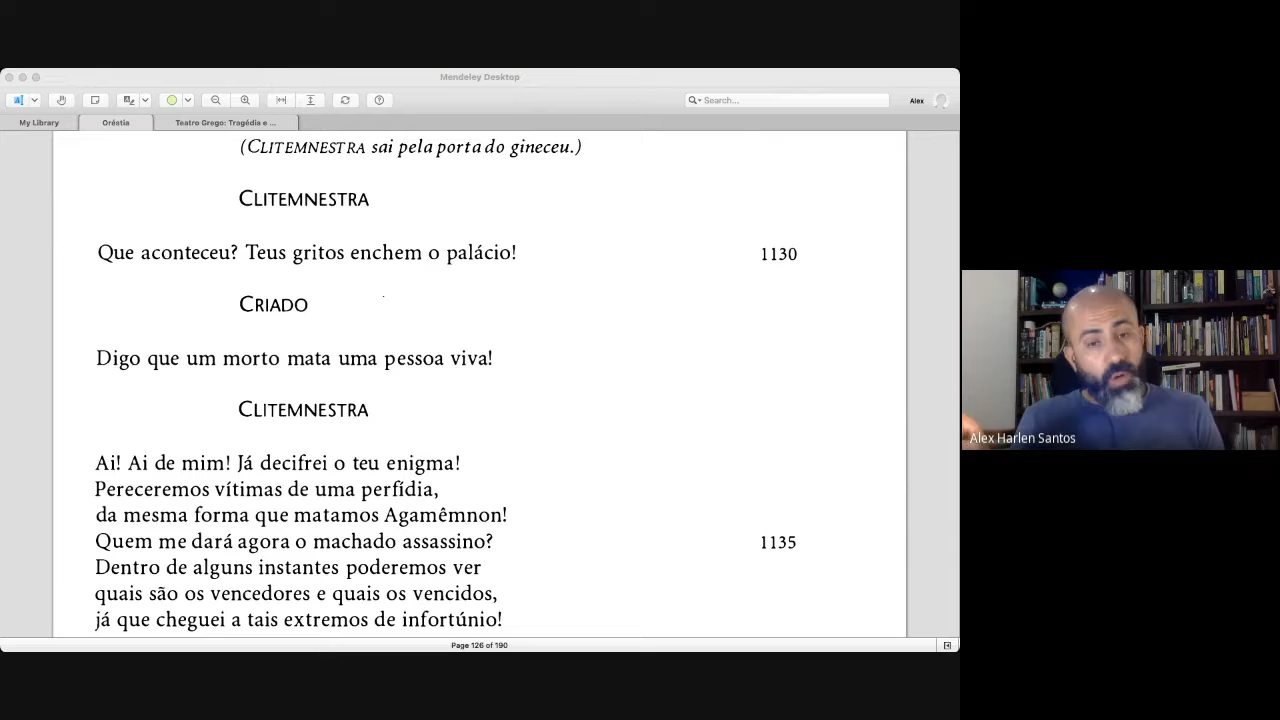 Mendeley Desktop
Search...
Alex
My Library
Oréstia
Teatro Grego: Tragédia e ...
(CLITEMNESTRA sai pela porta do gineceu.)
CLITEMNESTRA
Que aconteceu? Teus gritos enchem o palácio! 1130
CRIADO
Digo que um morto mata uma pessoa viva!
CLITEMNESTRA
Ai! Ai de mim! Já decifrei o teu enigma!
Pereceremos vítimas de uma perfídia,
da mesma forma que matamos Agamêmnon!
Quem me dará agora o machado assassino? 1135
Dentro de alguns instantes poderemos ver
quais são os vencedores e quais os vencidos,
já que cheguei a tais extremos de infortúnio!
Page 126 of 190
Alex Harlen Santos